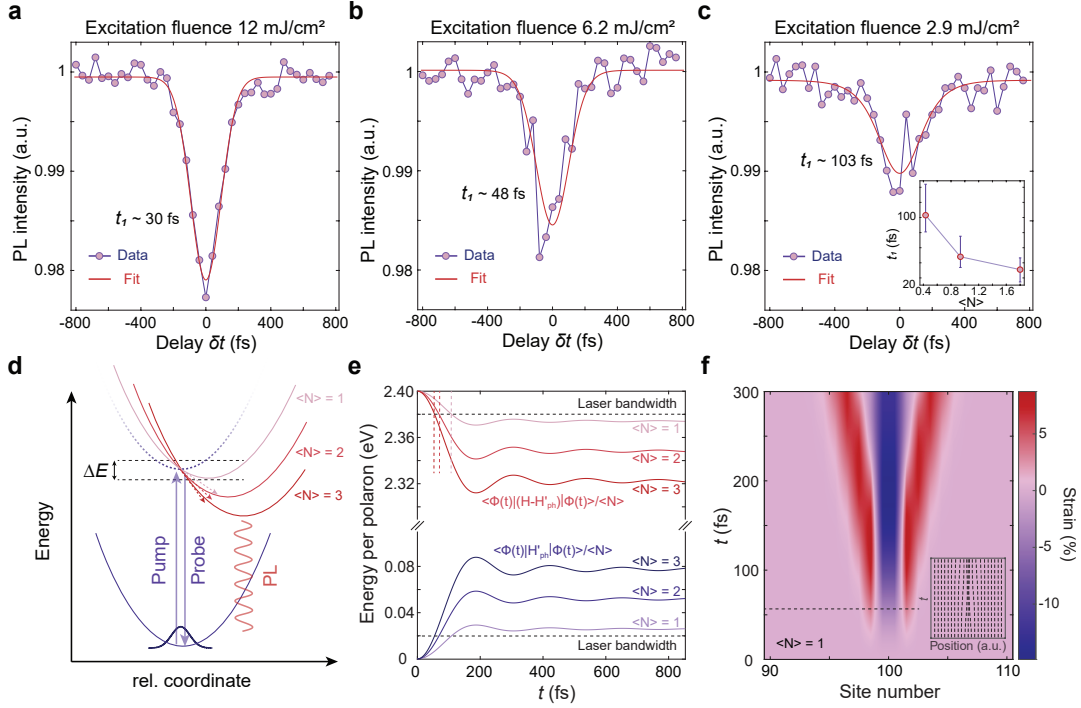 a
Excitation fluence 12 mJ/cm²
1
0.99
0.98
PL intensity (a.u.)
t₁ ~ 30 fs
Data
Fit
-800 -400 0 400 800
Delay δt (fs)
b
Excitation fluence 6.2 mJ/cm²
1
0.99
0.98
PL intensity (a.u.)
t₁ ~ 48 fs
Data
Fit
-800 -400 0 400 800
Delay δt (fs)
c
Excitation fluence 2.9 mJ/cm²
1
0.99
0.98
PL intensity (a.u.)
t₁ ~ 103 fs
Data
Fit
100
20
t₁ (fs)
0.4 0.8 1.2 1.6
<N>
-800 -400 0 400 800
Delay δt (fs)
d
<N> = 1
<N> = 2
<N> = 3
ΔE
Energy
Pump
Probe
PL
rel. coordinate
e
2.40
Laser bandwidth
<N> = 1
2.36
<N> = 2
2.32
<N> = 3
<Φ(t)|(H-H'ph)|Φ(t)>/<N>
<Φ(t)|H'ph|Φ(t)>/<N>
0.08
<N> = 3
<N> = 2
0.04
<N> = 1
Laser bandwidth
0
Energy per polaron (eV)
0 200 400 600 800
t (fs)
f
300
250
200
150
100
50
0
t (fs)
<N> = 1
t
Position (a.u.)
90 100 110
Site number
5
0
-5
-10
Strain (%)